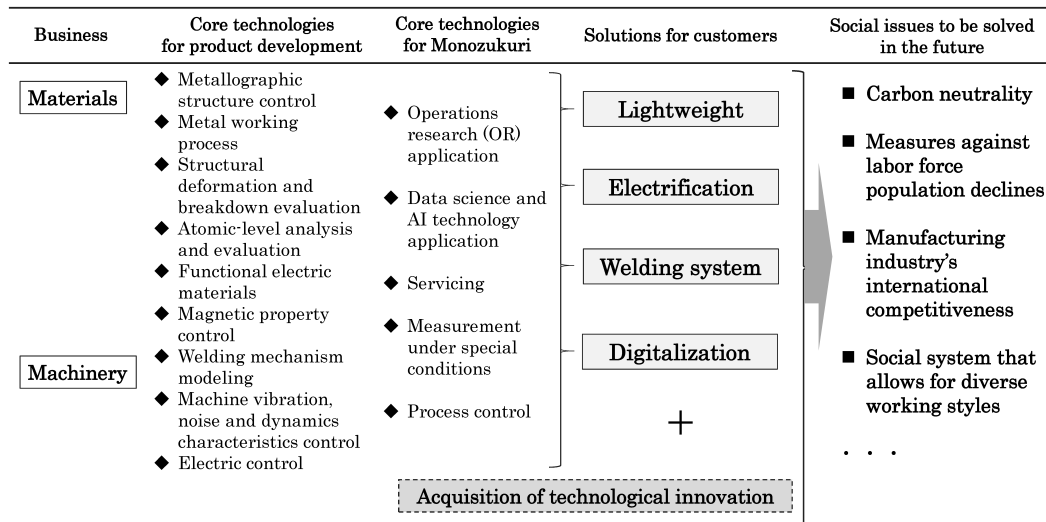 Business
Core technologies
for product development
Core technologies
for Monozukuri
Solutions for customers
Social issues to be solved
in the future
Materials
Machinery
◆ Metallographic
structure control
◆ Metal working
process
◆ Structural
deformation and
breakdown evaluation
◆ Atomic-level analysis
and evaluation
◆ Functional electric
materials
◆ Magnetic property
control
◆ Welding mechanism
modeling
◆ Machine vibration,
noise and dynamics
characteristics control
◆ Electric control
◆ Operations
research (OR)
application
◆ Data science and
AI technology
application
◆ Servicing
◆ Measurement
under special
conditions
◆ Process control
Lightweight
Electrification
Welding system
Digitalization
+
Acquisition of technological innovation
■ Carbon neutrality
■ Measures against
labor force
population declines
■ Manufacturing
industry's
international
competitiveness
■ Social system that
allows for diverse
working styles
. . .